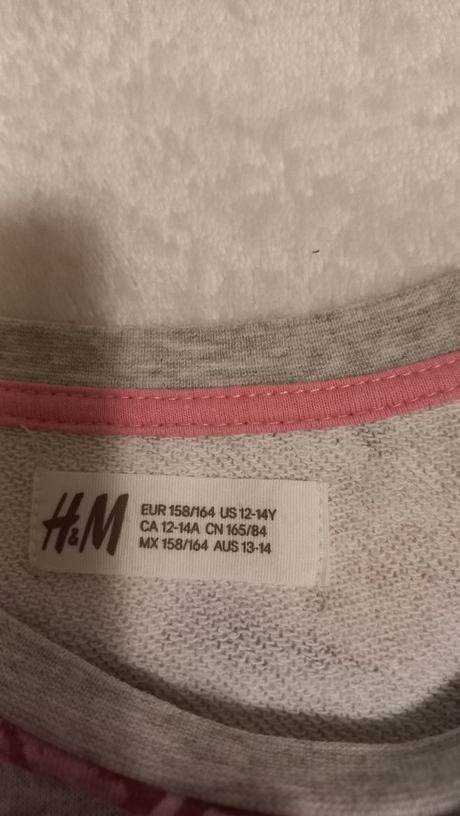 H&M
EUR 158/164 US 12-14Y
CA 12-14A CN 165/84
MX 158/164 AUS 13-14